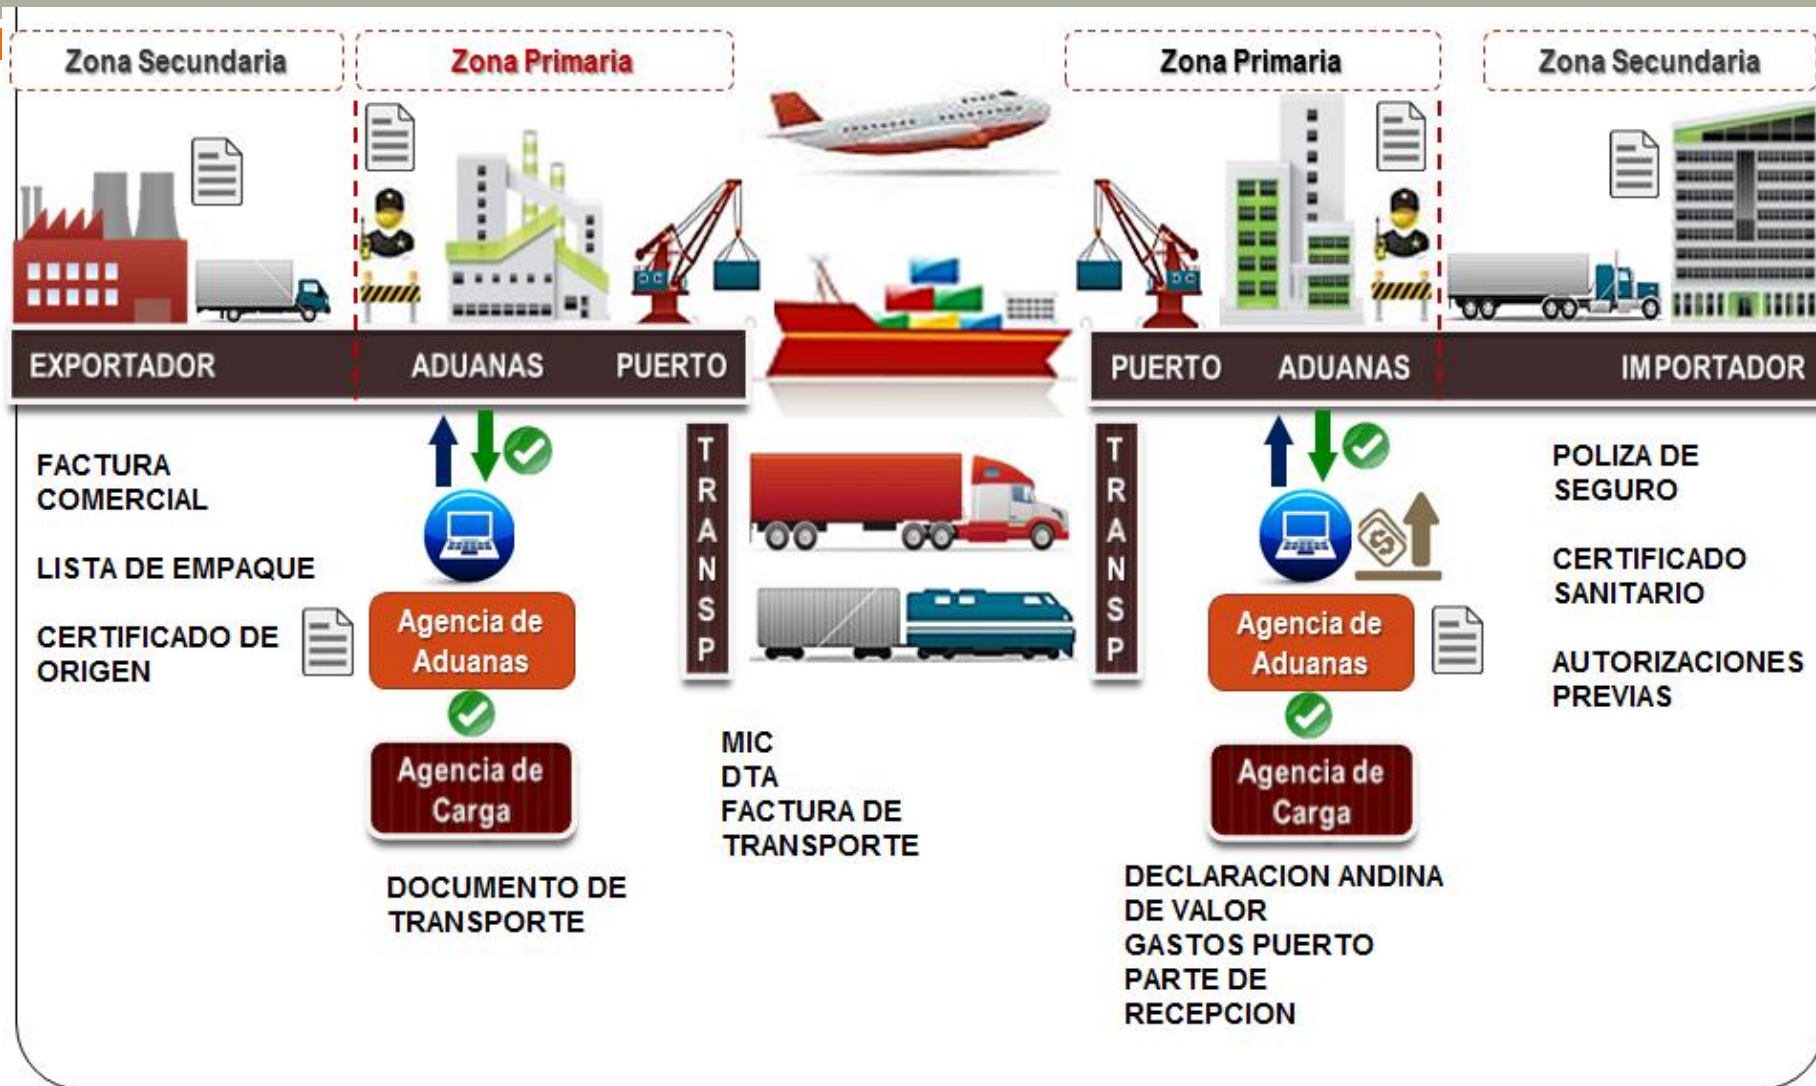 Zona Secundaria
Zona Primaria
Zona Primaria
Zona Secundaria
EXPORTADOR
ADUANAS
PUERTO
PUERTO
ADUANAS
IMPORTADOR
FACTURA
COMERCIAL
LISTA DE EMPAQUE
CERTIFICADO DE
ORIGEN
Agencia de
Aduanas
Agencia de
Carga
DOCUMENTO DE
TRANSPORTE
TRANSP
MIC
DTA
FACTURA DE
TRANSPORTE
TRANSP
Agencia de
Aduanas
Agencia de
Carga
DECLARACION ANDINA
DE VALOR
GASTOS PUERTO
PARTE DE
RECEPCION
POLIZA DE
SEGURO
CERTIFICADO
SANITARIO
AUTORIZACIONES
PREVIAS